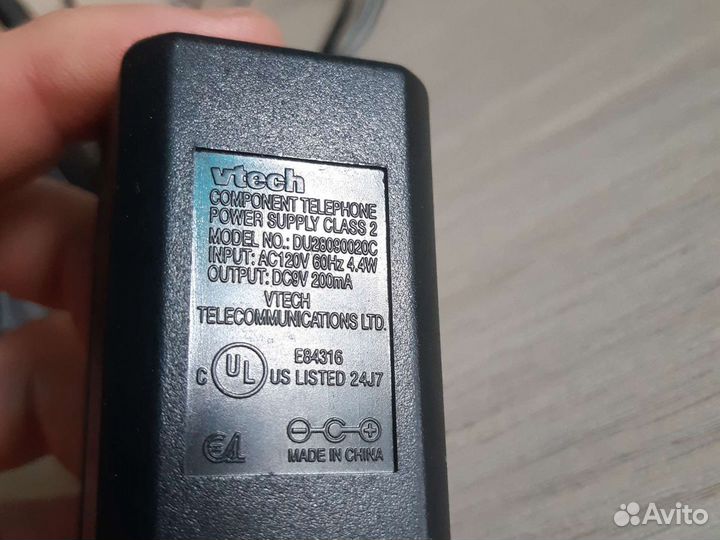 vtech
COMPONENT TELEPHONE
POWER SUPPLY CLASS 2
MODEL NO.: DU28090020C
INPUT: AC120V 60Hz 4.4W
OUTPUT: DC9V 200mA
VTECH
TELECOMMUNICATIONS LTD.
E84316
C UL US LISTED 24J7
MADE IN CHINA
Avito